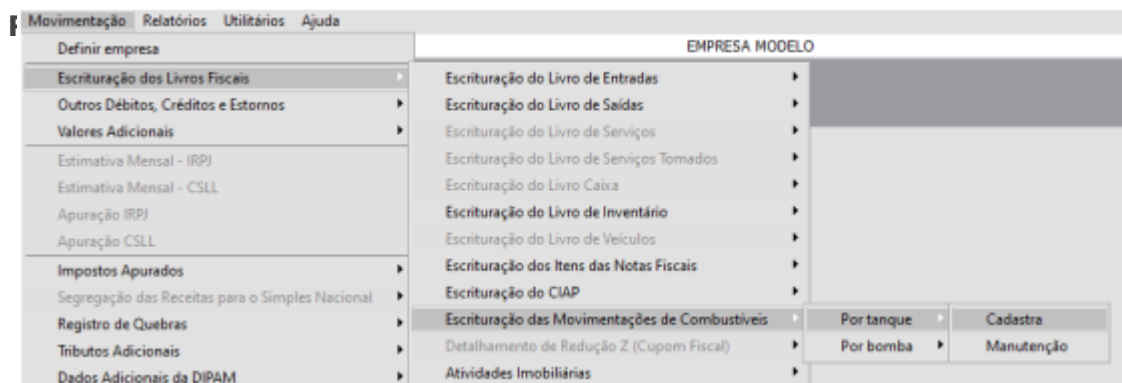 Movimentação Relatórios Utilitários Ajuda
Definir empresa
EMPRESA MODELO
Escrituração dos Livros Fiscais
Outros Débitos, Créditos e Estornos
Valores Adicionais
Estimativa Mensal - IRPJ
Estimativa Mensal - CSLL
Apuração IRPJ
Apuração CSLL
Impostos Apurados
Segregação das Receitas para o Simples Nacional
Registro de Quebras
Tributos Adicionais
Dados Adicionais da DIPAM
Escrituração do Livro de Entradas
Escrituração do Livro de Saídas
Escrituração do Livro de Serviços
Escrituração do Livro de Serviços Tomados
Escrituração do Livro Caixa
Escrituração do Livro de Inventário
Escrituração do Livro de Veículos
Escrituração dos Itens das Notas Fiscais
Escrituração do CIAP
Escrituração das Movimentações de Combustíveis
Detalhamento de Redução Z (Cupom Fiscal)
Atividades Imobiliárias
Por tanque
Por bomba
Cadastra
Manutenção